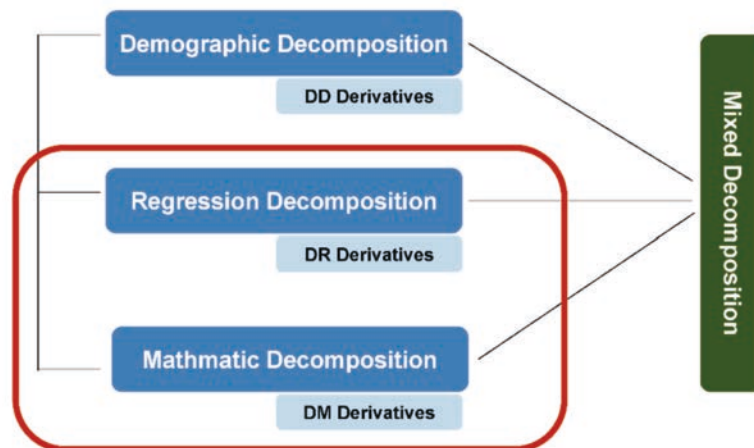 Demographic Decomposition
DD Derivatives
Regression Decomposition
DR Derivatives
Mathmatic Decomposition
DM Derivatives
Mixed Decomposition